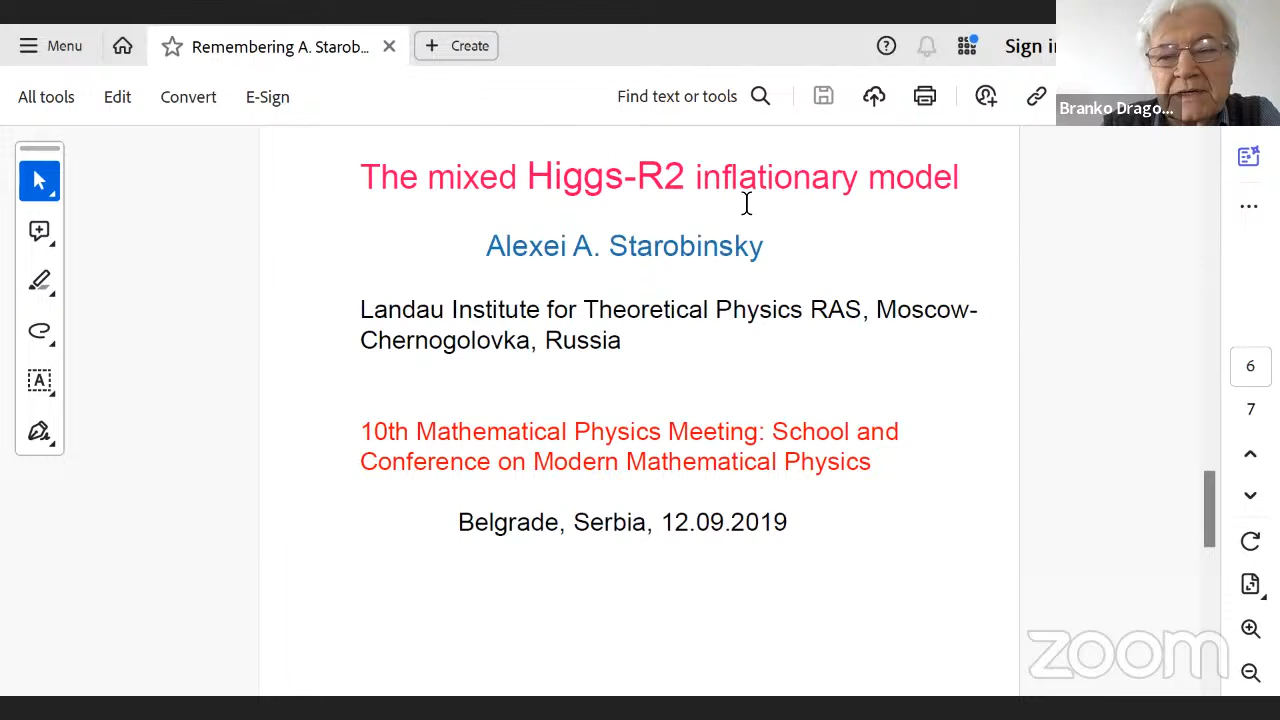 Menu
Remembering A. Starob...
Create
Sign i
All tools
Edit
Convert
E-Sign
Find text or tools
Branko Drago...
The mixed Higgs-R2 inflationary model
Alexei A. Starobinsky
Landau Institute for Theoretical Physics RAS, Moscow-
Chernogolovka, Russia
10th Mathematical Physics Meeting: School and
Conference on Modern Mathematical Physics
Belgrade, Serbia, 12.09.2019
6
7
zoom